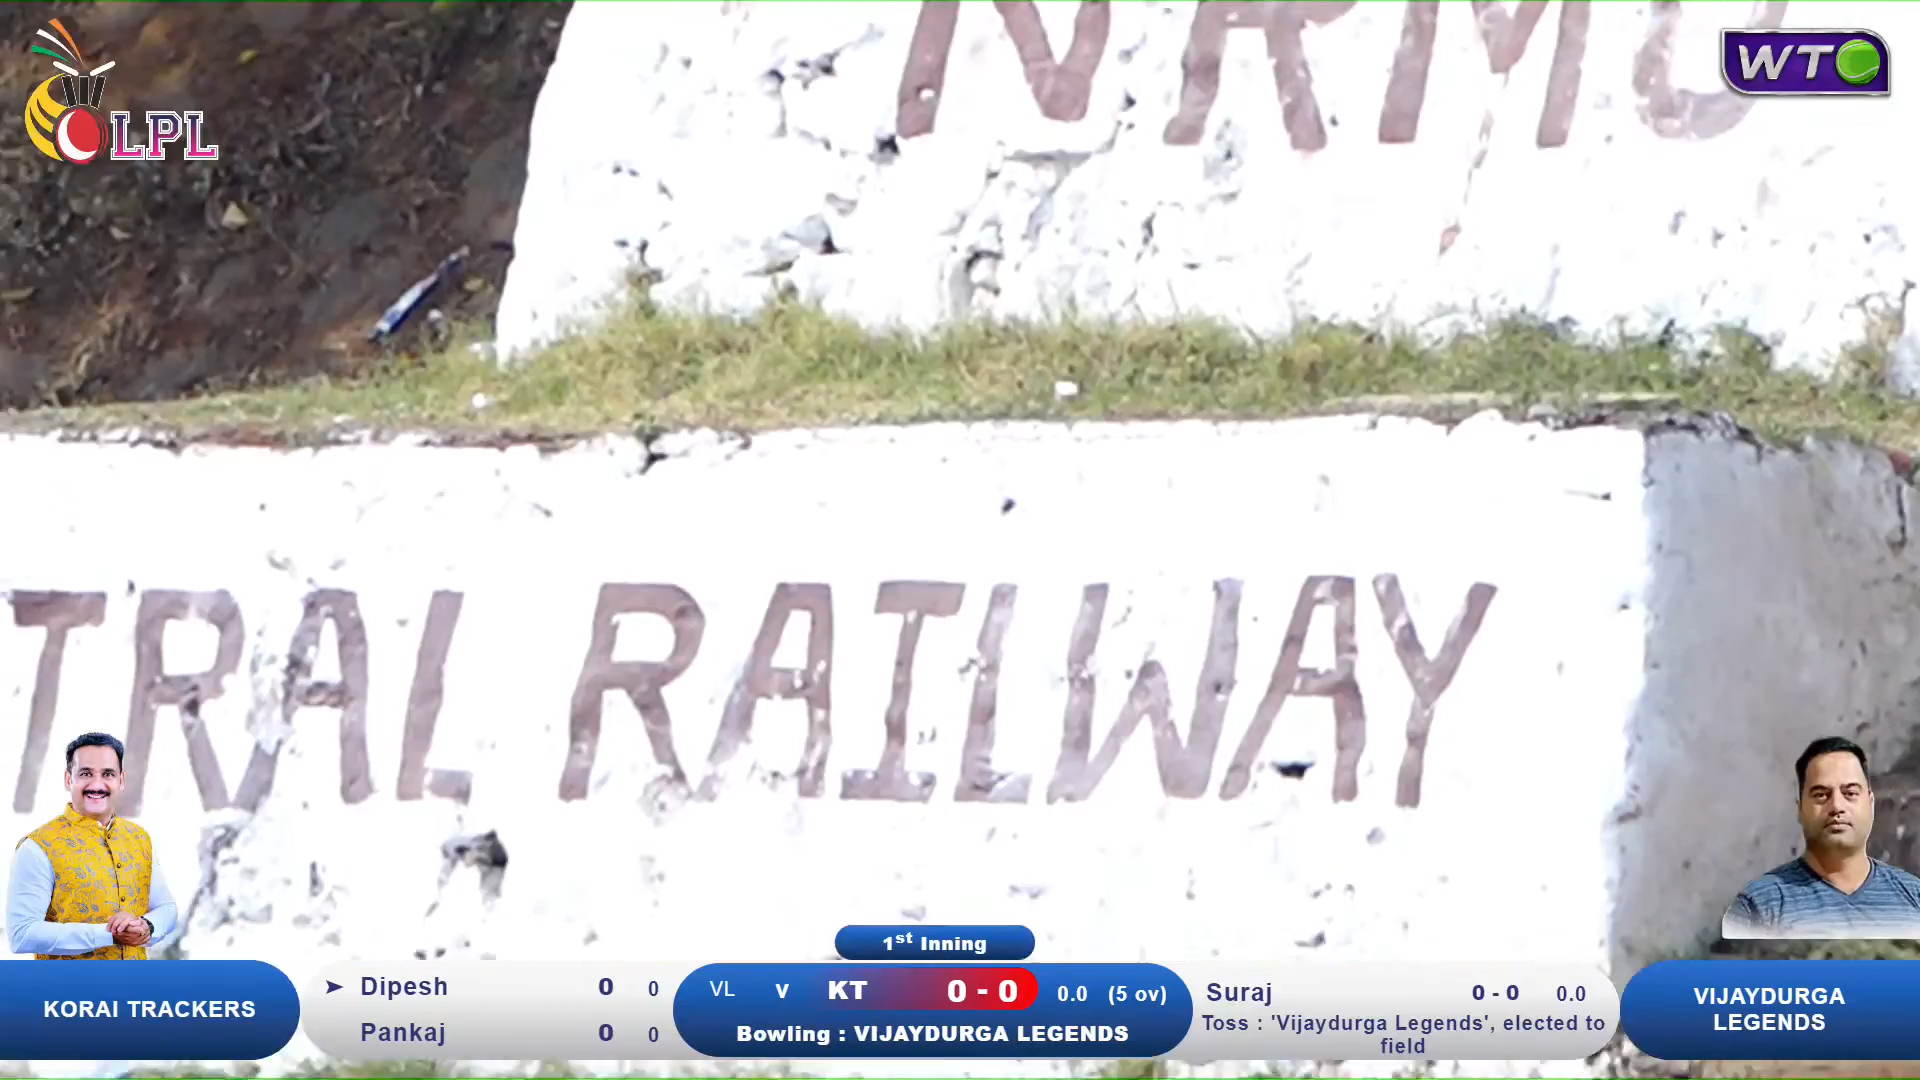 NRMU
LPL
WT
TRAL RAILWAY
1st Inning
KORAI TRACKERS
➤ Dipesh 0 0
Pankaj 0 0
VL v KT 0 - 0 0.0 (5 ov)
Bowling : VIJAYDURGA LEGENDS
Suraj 0 - 0 0.0
Toss : 'Vijaydurga Legends', elected to
field
VIJAYDURGA
LEGENDS